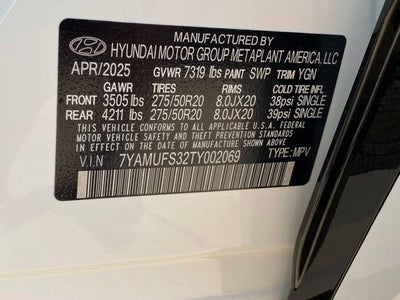 MANUFACTURED BY
HYUNDAI MOTOR GROUP METAPLANT AMERICA, LLC
APR/2025 GVWR 7319 lbs PAINT SWP TRIM YGN
GAWR TIRES RIMS COLD TIRE INFL
FRONT 3505 lbs 275/50R20 8.0JX20 38psi SINGLE
REAR 4211 lbs 275/50R20 8.0JX20 39psi SINGLE
THIS VEHICLE CONFORMS TO ALL APPLICABLE U.S.A. FEDERAL
MOTOR VEHICLE SAFETY, BUMPER, AND THEFT PREVENTION STANDARDS
IN EFFECT ON THE DATE OF MANUFACTURE SHOWN ABOVE.
V.I.N 7YAMUFS32TY002069 TYPE: MPV